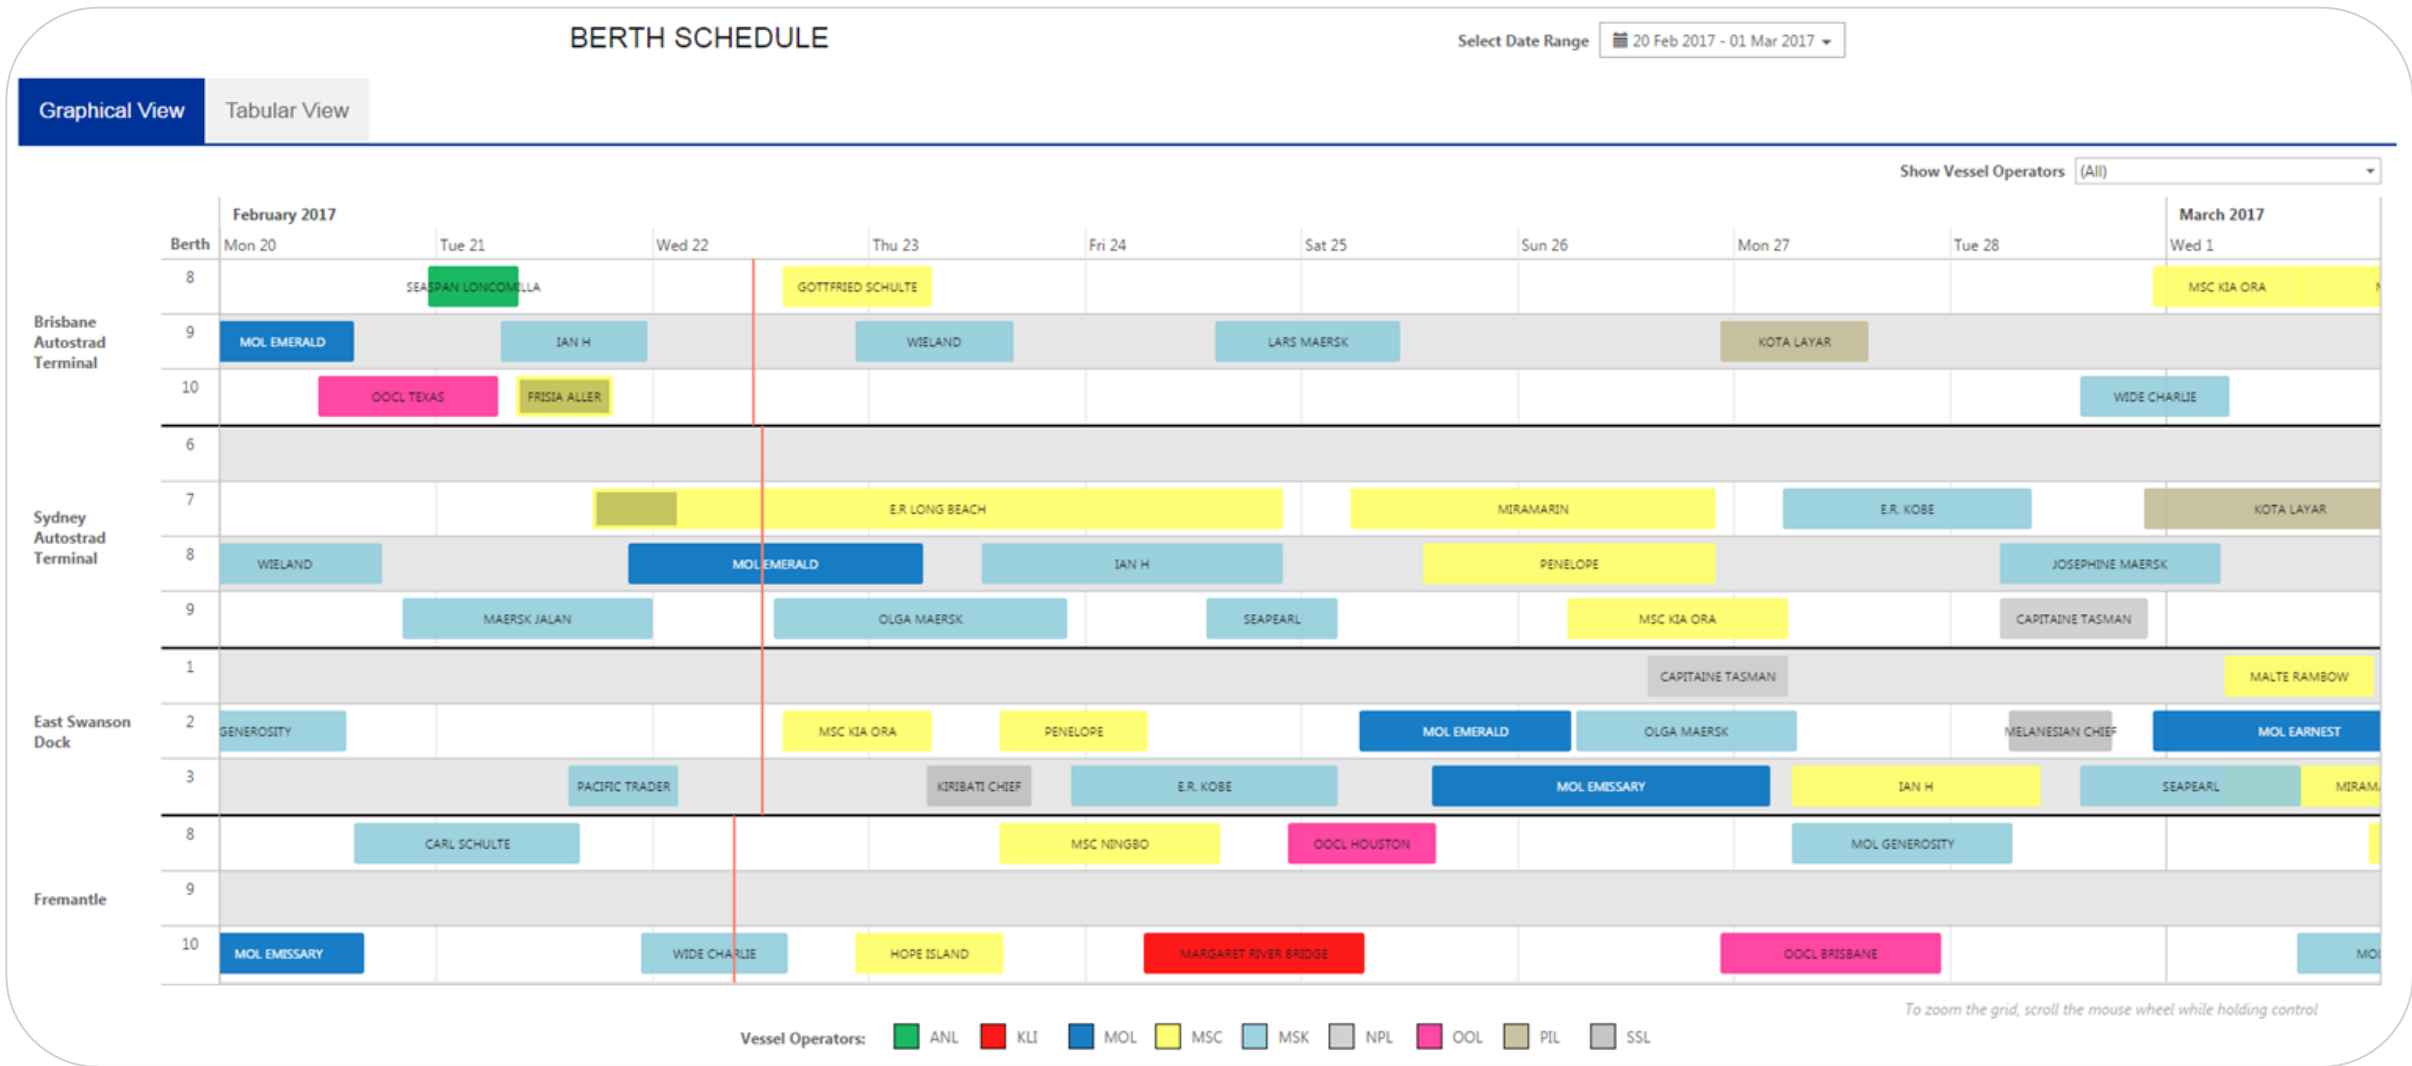 BERTH SCHEDULE
Select Date Range 20 Feb 2017 - 01 Mar 2017
Graphical View Tabular View
Show Vessel Operators (All)
February 2017 March 2017
Berth Mon 20 Tue 21 Wed 22 Thu 23 Fri 24 Sat 25 Sun 26 Mon 27 Tue 28 Wed 1
Brisbane
Autostrad
Terminal
8 SEASPAN LONCOMILLA GOTTFRIED SCHULTE MSC KIA ORA
9 MOL EMERALD IAN H WIELAND LARS MAERSK KOTA LAYAR
10 OOCL TEXAS FRISIA ALLER WIDE CHARLIE
Sydney
Autostrad
Terminal
6
7 E.R LONG BEACH MIRAMARIN E.R. KOBE KOTA LAYAR
8 WIELAND MOL EMERALD IAN H PENELOPE JOSEPHINE MAERSK
9 MAERSK JALAN OLGA MAERSK SEAPEARL MSC KIA ORA CAPITAINE TASMAN
East Swanson
Dock
1 CAPITAINE TASMAN MALTE RAMBOW
2 GENEROSITY MSC KIA ORA PENELOPE MOL EMERALD OLGA MAERSK MELANESIAN CHIEF MOL EARNEST
3 PACIFIC TRADER KIRIBATI CHIEF E.R. KOBE MOL EMISSARY IAN H SEAPEARL MIRAM
Fremantle
8 CARL SCHULTE MSC NINGBO OOCL HOUSTON MOL GENEROSITY
9
10 MOL EMISSARY WIDE CHARLIE HOPE ISLAND MARGARET RIVER BRIDGE OOCL BRISBANE MO
To zoom the grid, scroll the mouse wheel while holding control
Vessel Operators: ANL KLI MOL MSC MSK NPL OOL PIL SSL